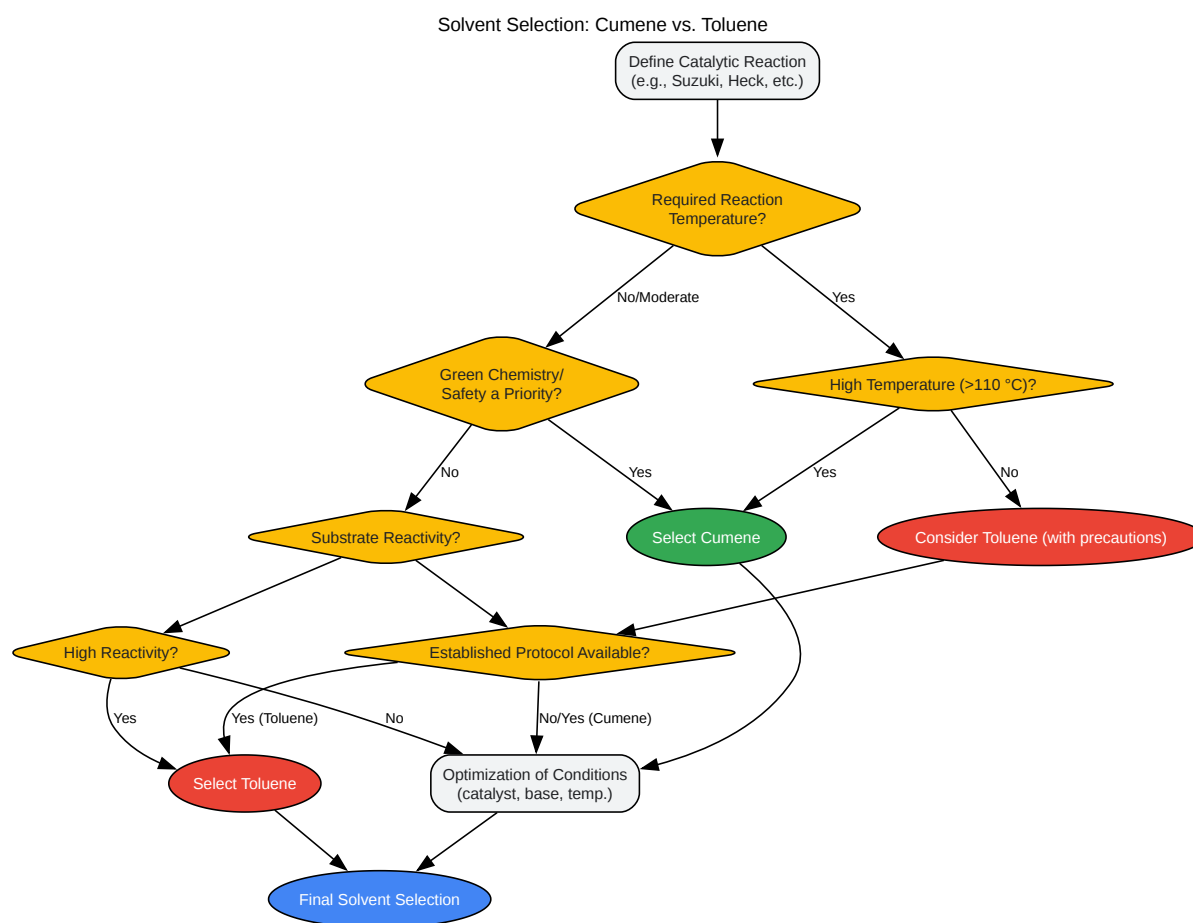 Solvent Selection: Cumene vs. Toluene
Define Catalytic Reaction
(e.g., Suzuki, Heck, etc.)
Required Reaction
Temperature?
No/Moderate
Yes
Green Chemistry/
Safety a Priority?
High Temperature (>110 °C)?
No
Yes
Yes
No
Substrate Reactivity?
Select Cumene
Consider Toluene (with precautions)
High Reactivity?
Established Protocol Available?
Yes
Yes (Toluene)
No
No/Yes (Cumene)
Select Toluene
Optimization of Conditions
(catalyst, base, temp.)
Final Solvent Selection